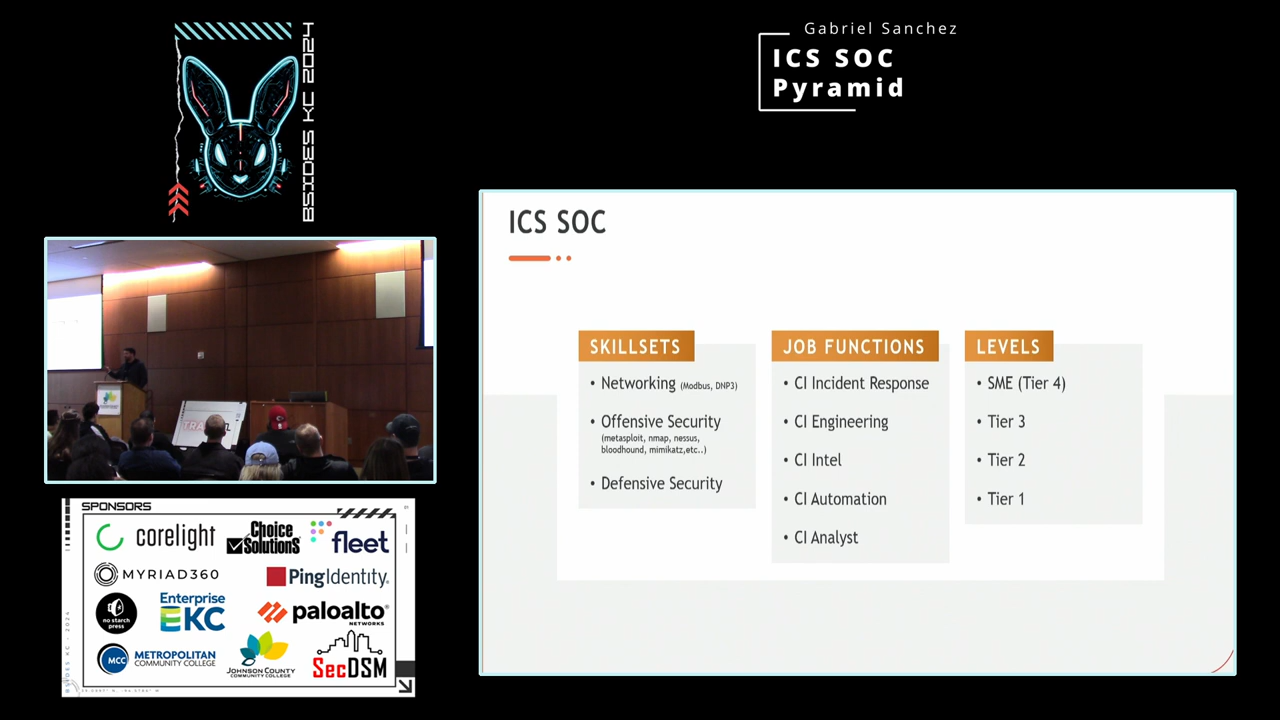 BSIDES KC 2024
Gabriel Sanchez
ICS SOC
Pyramid
ICS SOC
SKILLSETS
• Networking (Modbus, DNP3)
• Offensive Security
(metasploit, nmap, nessus,
bloodhound, mimikatz,etc..)
• Defensive Security
JOB FUNCTIONS
• CI Incident Response
• CI Engineering
• CI Intel
• CI Automation
• CI Analyst
LEVELS
• SME (Tier 4)
• Tier 3
• Tier 2
• Tier 1
SPONSORS
corelight
Choice
Solutions
fleet
MYRIAD360
PingIdentity
no starch
press
Enterprise
KC
paloalto
NETWORKS
MCC
METROPOLITAN
COMMUNITY COLLEGE
JOHNSON COUNTY
COMMUNITY COLLEGE
SecDSM